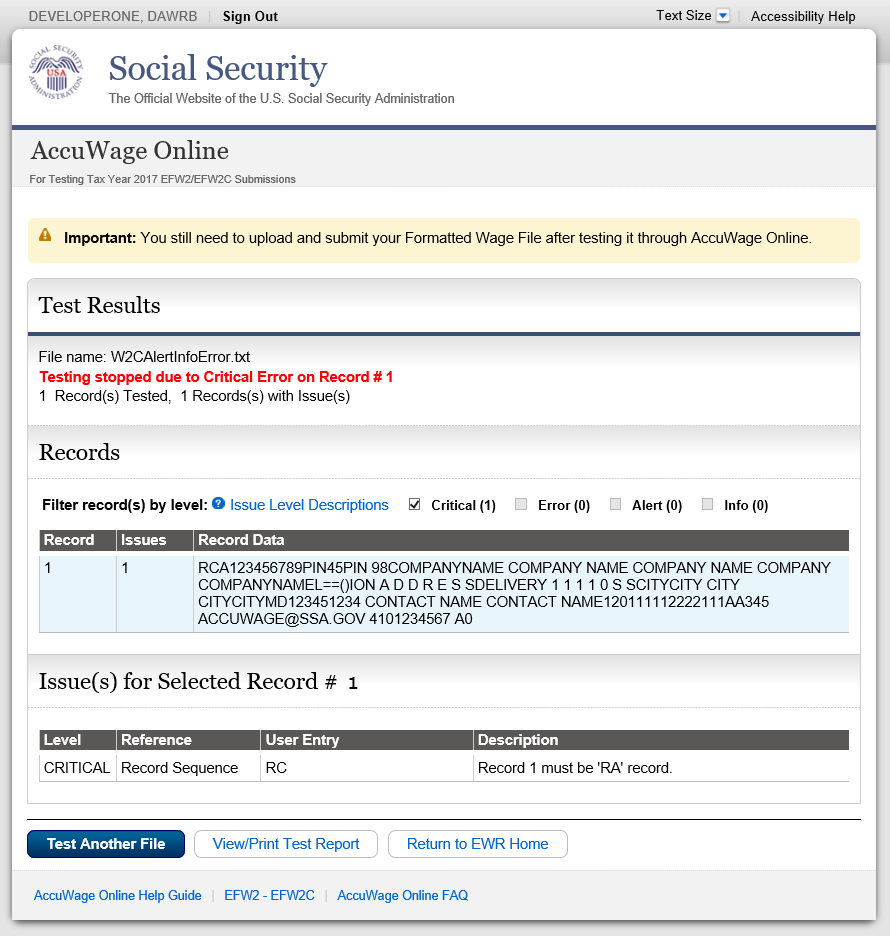 DEVELOPERONE, DAWRB | Sign Out Text Size | Accessibility Help
SOCIAL SECURITY ADMINISTRATION
USA
Social Security
The Official Website of the U.S. Social Security Administration
AccuWage Online
For Testing Tax Year 2017 EFW2/EFW2C Submissions
Important: You still need to upload and submit your Formatted Wage File after testing it through AccuWage Online.
Test Results
File name: W2CAlertInfoError.txt
Testing stopped due to Critical Error on Record # 1
1 Record(s) Tested, 1 Records(s) with Issue(s)
Records
Filter record(s) by level: ? Issue Level Descriptions Critical (1) Error (0) Alert (0) Info (0)
Record Issues Record Data
1 1 RCA123456789PIN45PIN 98COMPANYNAME COMPANY NAME COMPANY NAME COMPANY
COMPANYNAMEL==()ION A D D R E S SDELIVERY 1 1 1 1 0 S SCITYCITY CITY
CITYCITYMD123451234 CONTACT NAME CONTACT NAME120111112222111AA345
ACCUWAGE@SSA.GOV 4101234567 A0
Issue(s) for Selected Record # 1
Level Reference User Entry Description
CRITICAL Record Sequence RC Record 1 must be 'RA' record.
Test Another File View/Print Test Report Return to EWR Home
AccuWage Online Help Guide | EFW2 - EFW2C | AccuWage Online FAQ